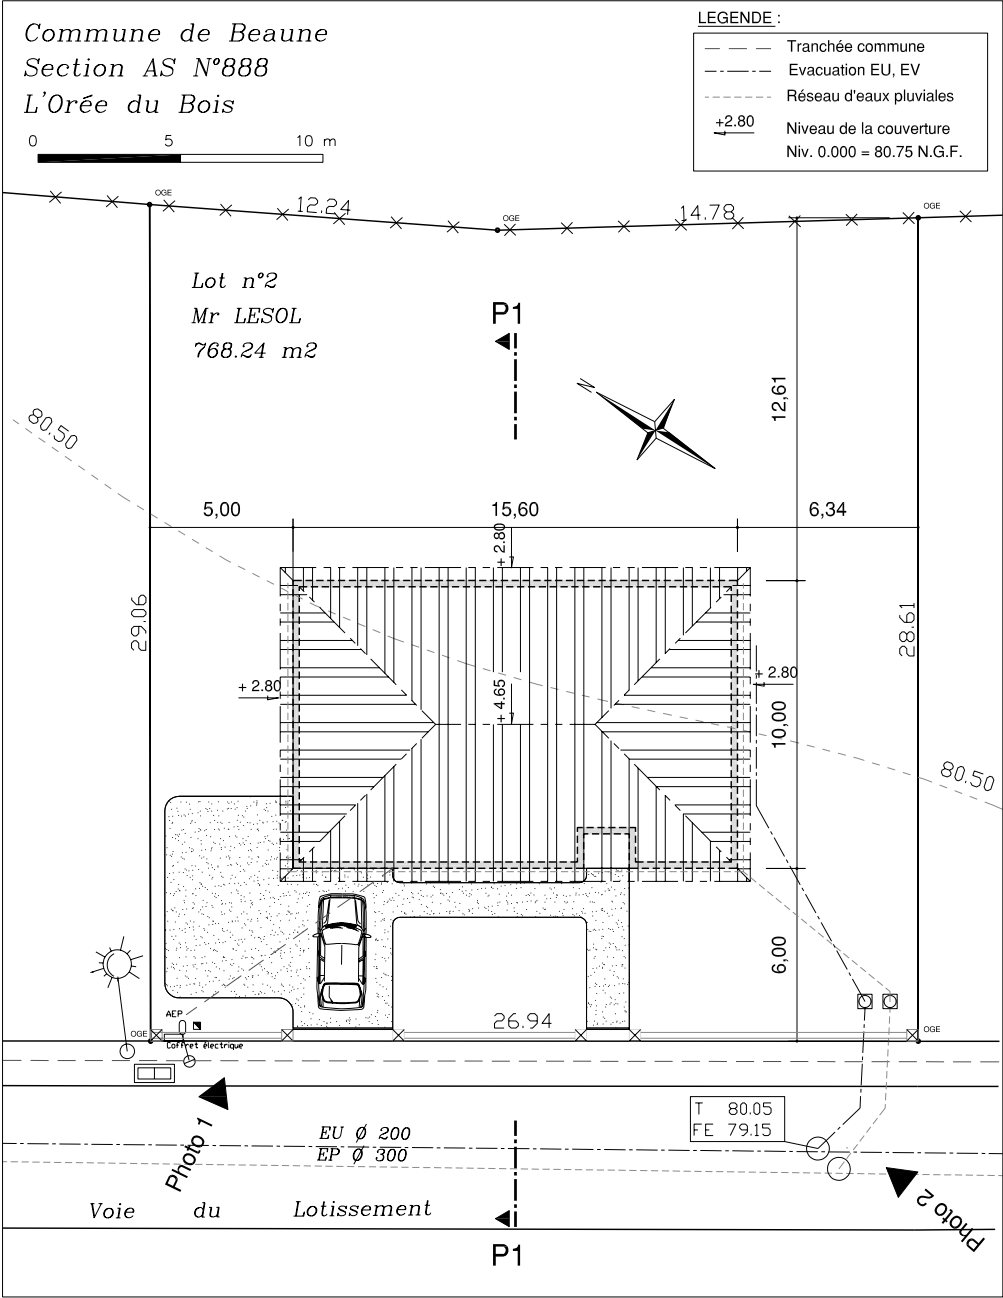 Commune de Beaune
Section AS N°888
L'Orée du Bois
0 5 10 m
LEGENDE :
Tranchée commune
Evacuation EU, EV
Réseau d'eaux pluviales
+2.80 Niveau de la couverture
Niv. 0.000 = 80.75 N.G.F.
OGE
12.24
OGE
14.78
OGE
Lot n°2
Mr LESOL
768.24 m2
P1
N
12,61
80.50
5,00
15,60
6,34
+ 2.80
29.06
28.61
+ 2.80
+ 4.65
+ 2.80
10,00
80.50
6,00
AEP
OGE
Coffret électrique
26.94
OGE
Photo 1
EU Ø 200
EP Ø 300
T 80.05
FE 79.15
Photo 2
Voie du Lotissement
P1